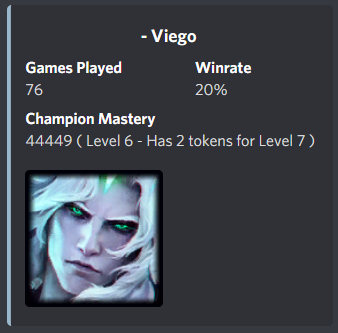 - Viego
Games Played Winrate
76 20%
Champion Mastery
44449 ( Level 6 - Has 2 tokens for Level 7 )